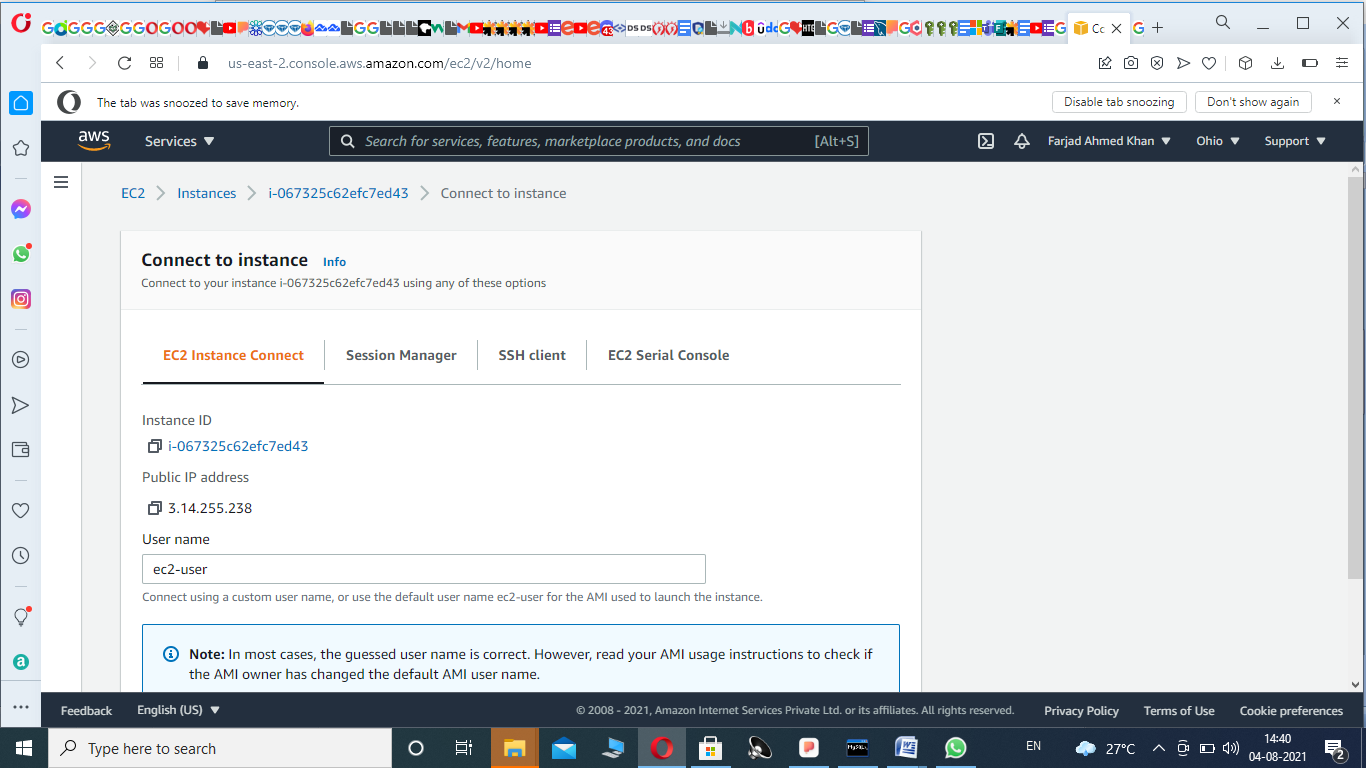 us-east-2.console.aws.amazon.com/ec2/v2/home
The tab was snoozed to save memory.
Disable tab snoozing
Don't show again
aws
Services
Search for services, features, marketplace products, and docs
[Alt+S]
Farjad Ahmed Khan
Ohio
Support
EC2
Instances
i-067325c62efc7ed43
Connect to instance
Connect to instance
Info
Connect to your instance i-067325c62efc7ed43 using any of these options
EC2 Instance Connect
Session Manager
SSH client
EC2 Serial Console
Instance ID
i-067325c62efc7ed43
Public IP address
3.14.255.238
User name
ec2-user
Connect using a custom user name, or use the default user name ec2-user for the AMI used to launch the instance.
Note: In most cases, the guessed user name is correct. However, read your AMI usage instructions to check if
the AMI owner has changed the default AMI user name.
Feedback
English (US)
© 2008 - 2021, Amazon Internet Services Private Ltd. or its affiliates. All rights reserved.
Privacy Policy
Terms of Use
Cookie preferences
Type here to search
EN
27°C
14:40
04-08-2021
2